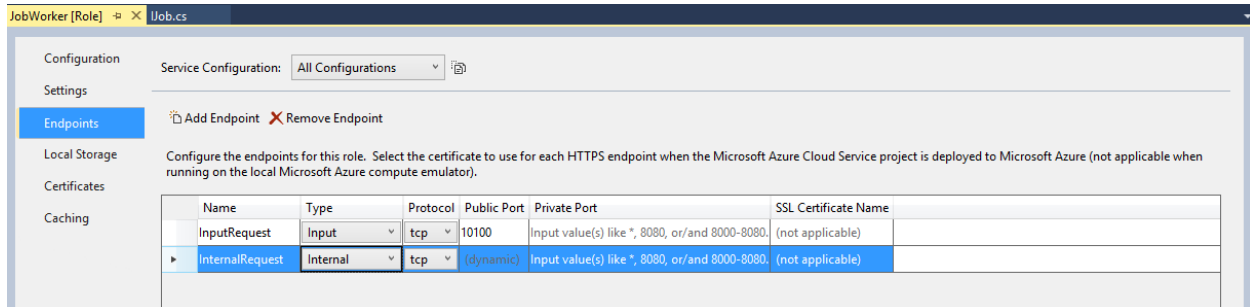 JobWorker [Role] IJob.cs
Configuration
Settings
Endpoints
Local Storage
Certificates
Caching
Service Configuration: All Configurations
Add Endpoint Remove Endpoint
Configure the endpoints for this role. Select the certificate to use for each HTTPS endpoint when the Microsoft Azure Cloud Service project is deployed to Microsoft Azure (not applicable when
running on the local Microsoft Azure compute emulator).
Name Type Protocol Public Port Private Port SSL Certificate Name
InputRequest Input tcp 10100 Input value(s) like *, 8080, or/and 8000-8080. (not applicable)
InternalRequest Internal tcp (dynamic) Input value(s) like *, 8080, or/and 8000-8080. (not applicable)